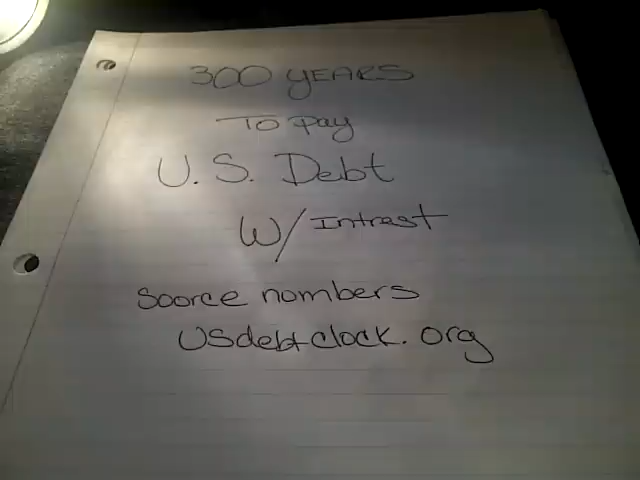 300 YEARS
To Pay
U.S. Debt
W/ Intrest
Soorce nombers
USdebtclock.org